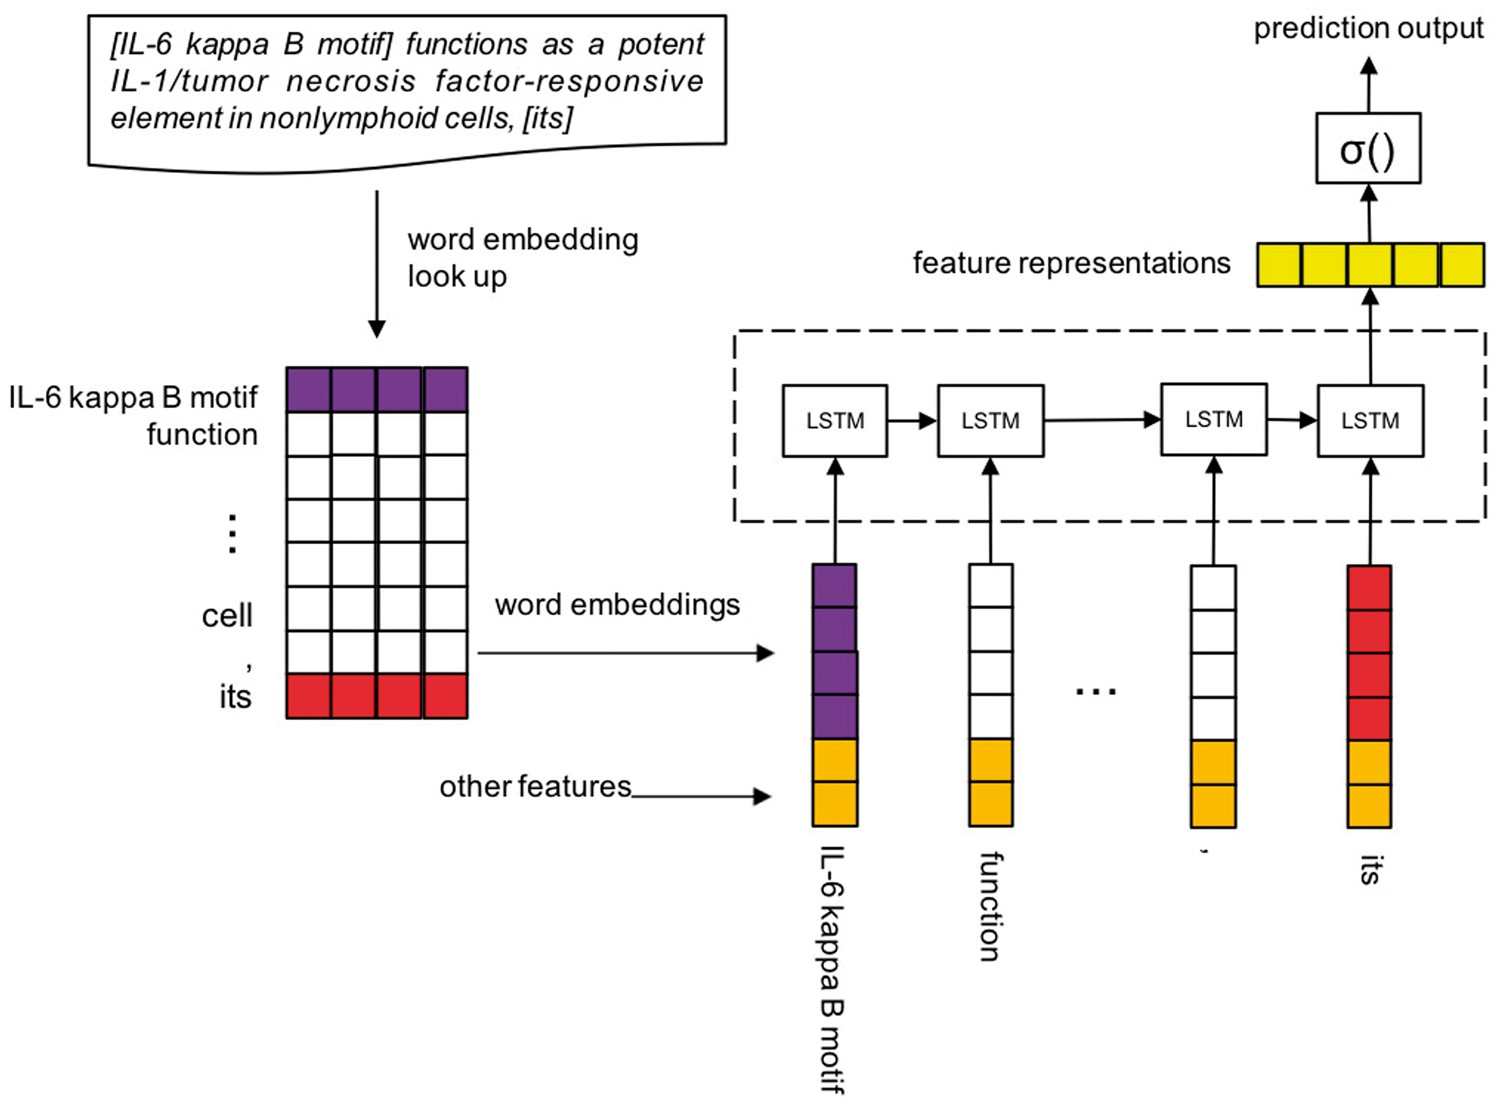 [IL-6 kappa B motif] functions as a potent
IL-1/tumor necrosis factor-responsive
element in nonlymphoid cells, [its]
word embedding
look up
IL-6 kappa B motif
function
⋮
cell
,
its
word embeddings
other features
prediction output
σ()
feature representations
LSTM
LSTM
LSTM
LSTM
...
IL-6 kappa B motif
function
,
its